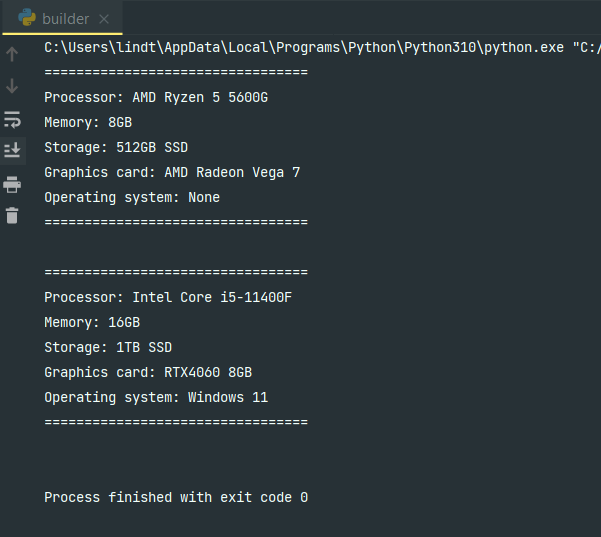 builder
C:\Users\lindt\AppData\Local\Programs\Python\Python310\python.exe "C:/
=================================
Processor: AMD Ryzen 5 5600G
Memory: 8GB
Storage: 512GB SSD
Graphics card: AMD Radeon Vega 7
Operating system: None
=================================
=================================
Processor: Intel Core i5-11400F
Memory: 16GB
Storage: 1TB SSD
Graphics card: RTX4060 8GB
Operating system: Windows 11
=================================
Process finished with exit code 0